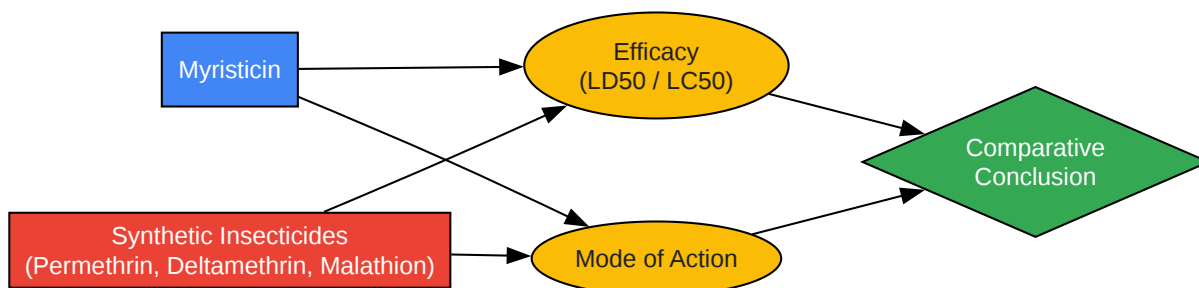 Myristicin
Efficacy
(LD50 / LC50)
Comparative
Conclusion
Synthetic Insecticides
(Permethrin, Deltamethrin, Malathion)
Mode of Action